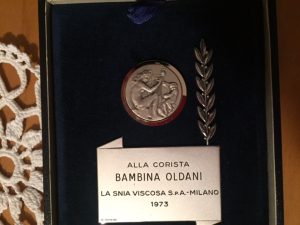 ALLA CORISTA
BAMBINA OLDANI
LA SNIA VISCOSA S.P.A.-MILANO
1973